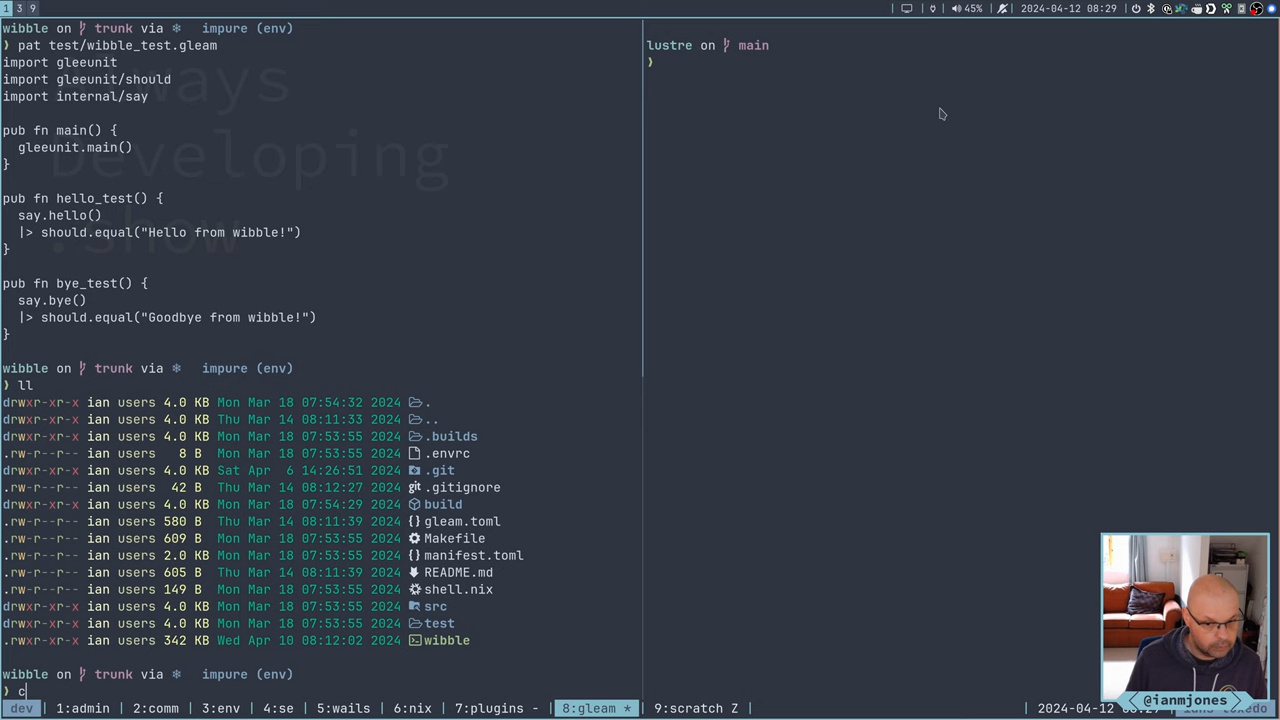 1 3 9
45% 2024-04-12 08:29
wibble on trunk via ❄ impure (env)
❯ pat test/wibble_test.gleam
import gleeunit
import gleeunit/should
import internal/say
pub fn main() {
gleeunit.main()
}
pub fn hello_test() {
say.hello()
|> should.equal("Hello from wibble!")
}
pub fn bye_test() {
say.bye()
|> should.equal("Goodbye from wibble!")
}
wibble on trunk via ❄ impure (env)
❯ ll
drwxr-xr-x ian users 4.0 KB Mon Mar 18 07:54:32 2024 .
drwxr-xr-x ian users 4.0 KB Thu Mar 14 08:11:33 2024 ..
drwxr-xr-x ian users 4.0 KB Mon Mar 18 07:53:55 2024 .builds
.rw-r--r-- ian users 8 B Mon Mar 18 07:53:55 2024 .envrc
drwxr-xr-x ian users 4.0 KB Sat Apr 6 14:26:51 2024 .git
.rw-r--r-- ian users 42 B Thu Mar 14 08:12:27 2024 .gitignore
drwxr-xr-x ian users 4.0 KB Mon Mar 18 07:54:29 2024 build
.rw-r--r-- ian users 580 B Thu Mar 14 08:11:39 2024 gleam.toml
.rw-r--r-- ian users 609 B Mon Mar 18 07:53:55 2024 Makefile
.rw-r--r-- ian users 2.0 KB Mon Mar 18 07:53:55 2024 manifest.toml
.rw-r--r-- ian users 605 B Thu Mar 14 08:11:39 2024 README.md
.rw-r--r-- ian users 149 B Mon Mar 18 07:53:55 2024 shell.nix
drwxr-xr-x ian users 4.0 KB Mon Mar 18 07:53:55 2024 src
drwxr-xr-x ian users 4.0 KB Mon Mar 18 07:53:55 2024 test
.rwxr-xr-x ian users 342 B Wed Apr 10 08:12:02 2024 wibble
wibble on trunk via ❄ impure (env)
❯ c
lustre on main
❯
Always
Developing
.show
dev 1:admin 2:comm 3:env 4:se 5:wails 6:nix 7:plugins - 8:gleam * 9:scratch Z 2024-04-12
@ianmjones